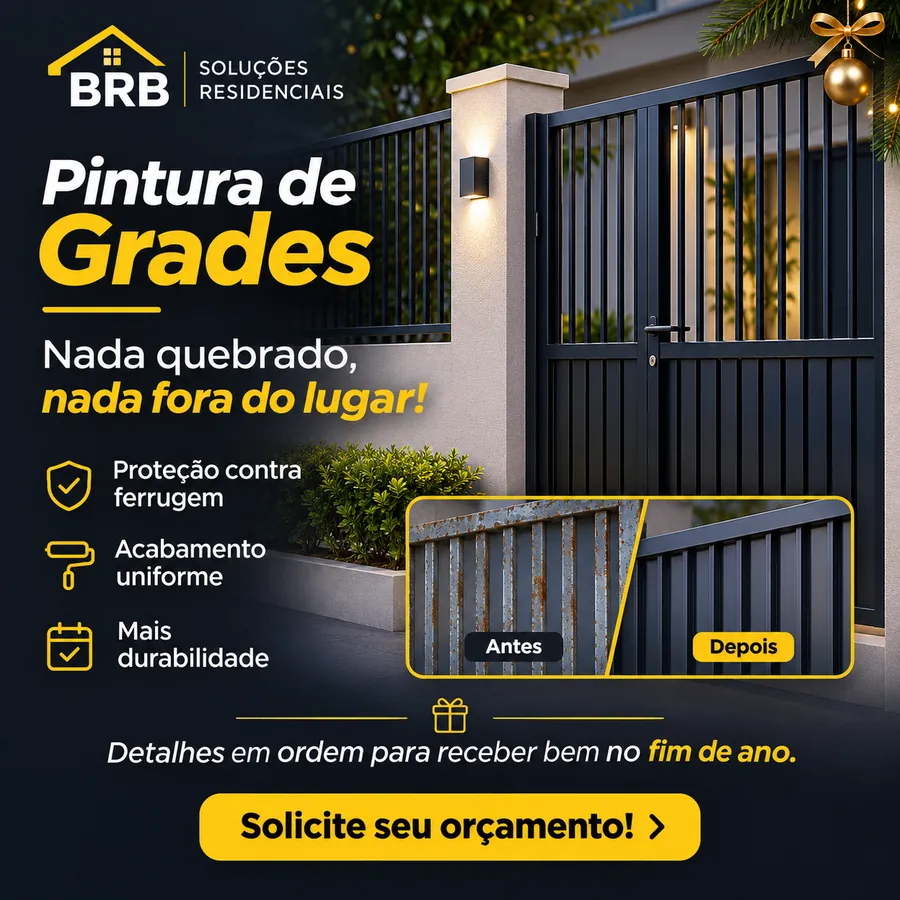 BRB
SOLUÇÕES
RESIDENCIAIS
Pintura de
Grades
Nada quebrado,
nada fora do lugar!
Proteção contra
ferrugem
Acabamento
uniforme
Mais
durabilidade
Antes
Depois
Detalhes em ordem para receber bem no fim de ano.
Solicite seu orçamento! >